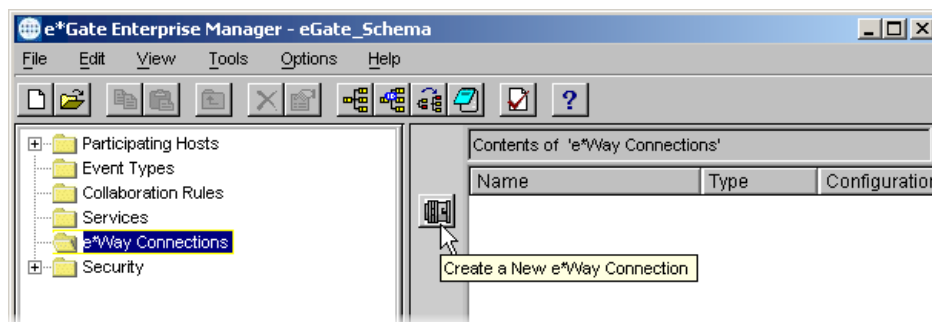 e*Gate Enterprise Manager - eGate_Schema
File Edit View Tools Options Help
Participating Hosts
Event Types
Collaboration Rules
Services
e*Way Connections
Security
Contents of 'e*Way Connections'
Name Type Configuration
Create a New e*Way Connection